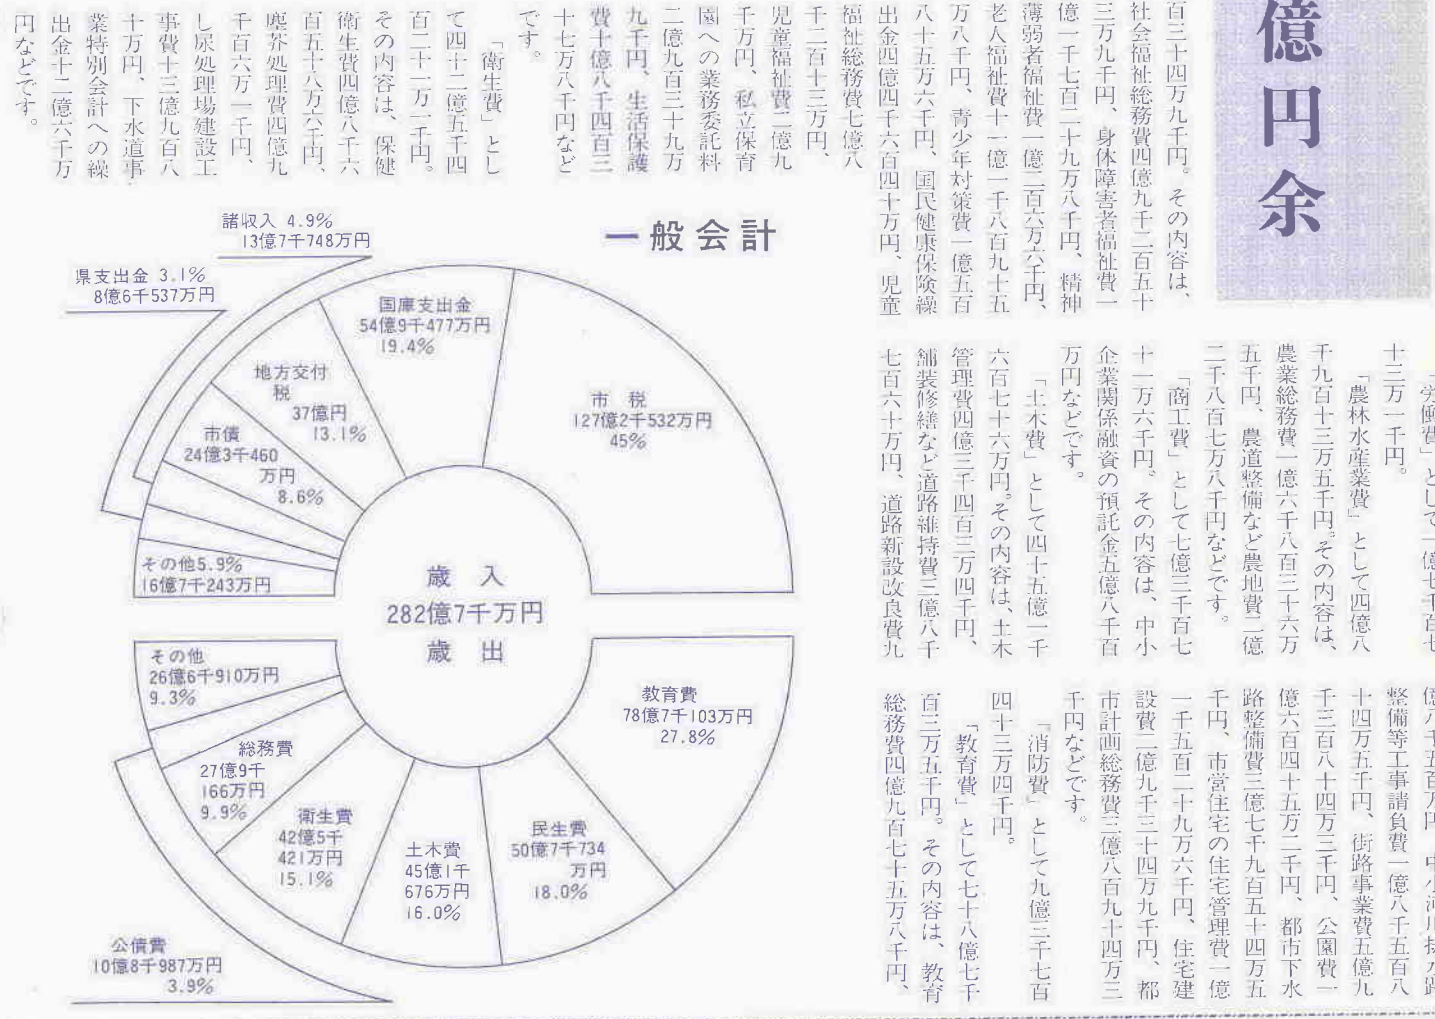 億円余
百三十四万九千円。その内容は、
社会福祉総務費四億九千二百五十
三万九千円、身体障害者福祉費一
億一千七百二十九万八千円、精神
薄弱者福祉費一億二百六万六千円、
老人福祉費十一億一千八百九十五
万八千円、青少年対策費一億五百
八十五万六千円、国民健康保険繰
出金四億四千六百四十万円、児童
福祉総務費七億八
千二百十三万円、
児童福祉費二億九
千万円、私立保育
園への業務委託料
二億九百三十九万
九千円、生活保護
費十億八千四百三
十七万八千円など
です。
「衛生費」とし
て四十二億五千四
百二十一万一千円。
その内容は、保健
衛生費四億八千六
百五十八万六千円、
塵芥処理費四億九
千百六万一千円、
し尿処理場建設工
事費十三億九百八
十万円、下水道事
業特別会計への繰
出金十二億六千万
円などです。
「労働費」として一億七千百七
十三万一千円。
「農林水産業費」として四億八
千九百十三万五千円。その内容は、
農業総務費一億六千八百三十六万
五千円、農道整備など農地費二億
二千八百七万八千円などです。
「商工費」として七億三千百七
十一万六千円。その内容は、中小
企業関係融資の預託金五億八千百
万円などです。
「土木費」として四十五億一千
六百七十六万円。その内容は、土木
管理費四億三千四百三万四千円、
舗装修繕など道路維持費三億八千
七百六十万円、道路新設改良費九
億八千五百万円、中小河川排水路
整備等工事請負費一億八千五百八
十四万五千円、街路事業費五億九
千三百八十四万三千円、公園費一
億六百四十五万二千円、都市下水
路整備費三億七千九百五十四万五
千円、市営住宅の住宅管理費一億
一千五百二十九万六千円、住宅建
設費二億九千三十四万九千円、都
市計画総務費三億八百九十四万三
千円などです。
「消防費」として九億三千七百
四十三万四千円。
「教育費」として七十八億七千
百三万五千円。その内容は、教育
総務費四億九百七十五万八千円、
一般会計
諸収入 4.9%
13億7千748万円
県支出金 3.1%
8億6千537万円
国庫支出金
54億9千477万円
19.4%
市 税
127億2千532万円
45%
地方交付
税
37億円
13.1%
市債
24億3千460
万円
8.6%
その他5.9%
16億7千243万円
歳 入
282億7千万円
歳 出
その他
26億6千910万円
9.3%
教育費
78億7千103万円
27.8%
総務費
27億9千
166万円
9.9%
衛生費
42億5千
421万円
15.1%
土木費
45億1千
676万円
16.0%
民生費
50億7千734
万円
18.0%
公債費
10億8千987万円
3.9%